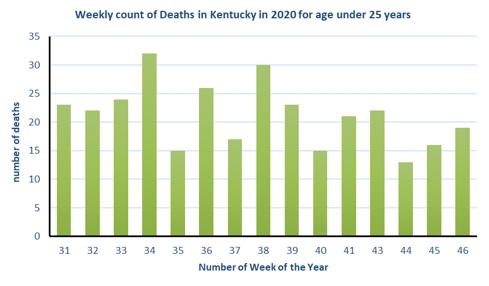 Weekly count of Deaths in Kentucky in 2020 for age under 25 years
number of deaths
35
30
25
20
15
10
5
0
31 32 33 34 35 36 37 38 39 40 41 43 44 45 46
Number of Week of the Year